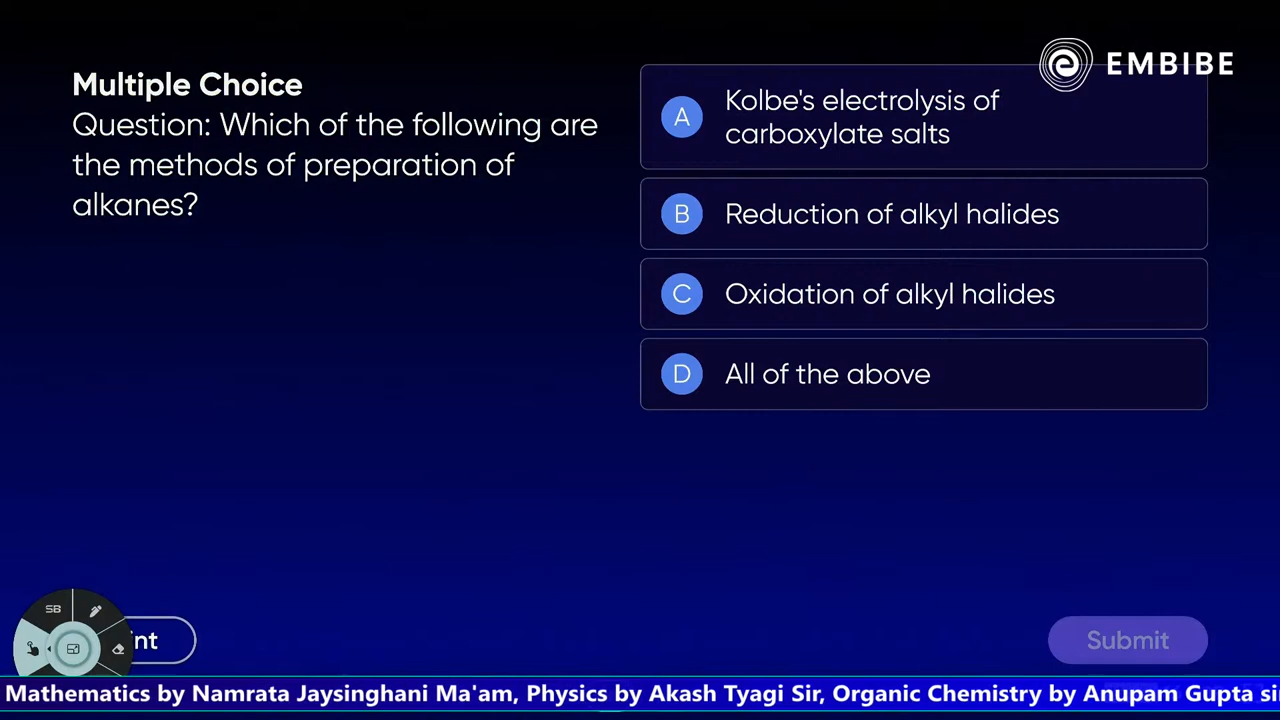 Multiple Choice
Question: Which of the following are
the methods of preparation of
alkanes?
EMBIBE
A
Kolbe's electrolysis of
carboxylate salts
B
Reduction of alkyl halides
C
Oxidation of alkyl halides
D
All of the above
SB
Submit
Mathematics by Namrata Jaysinghani Ma'am, Physics by Akash Tyagi Sir, Organic Chemistry by Anupam Gupta